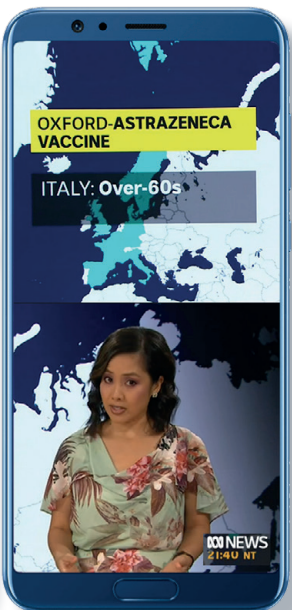 OXFORD-ASTRAZENECA
VACCINE
ITALY: Over-60s
NEWS
21:40 NT